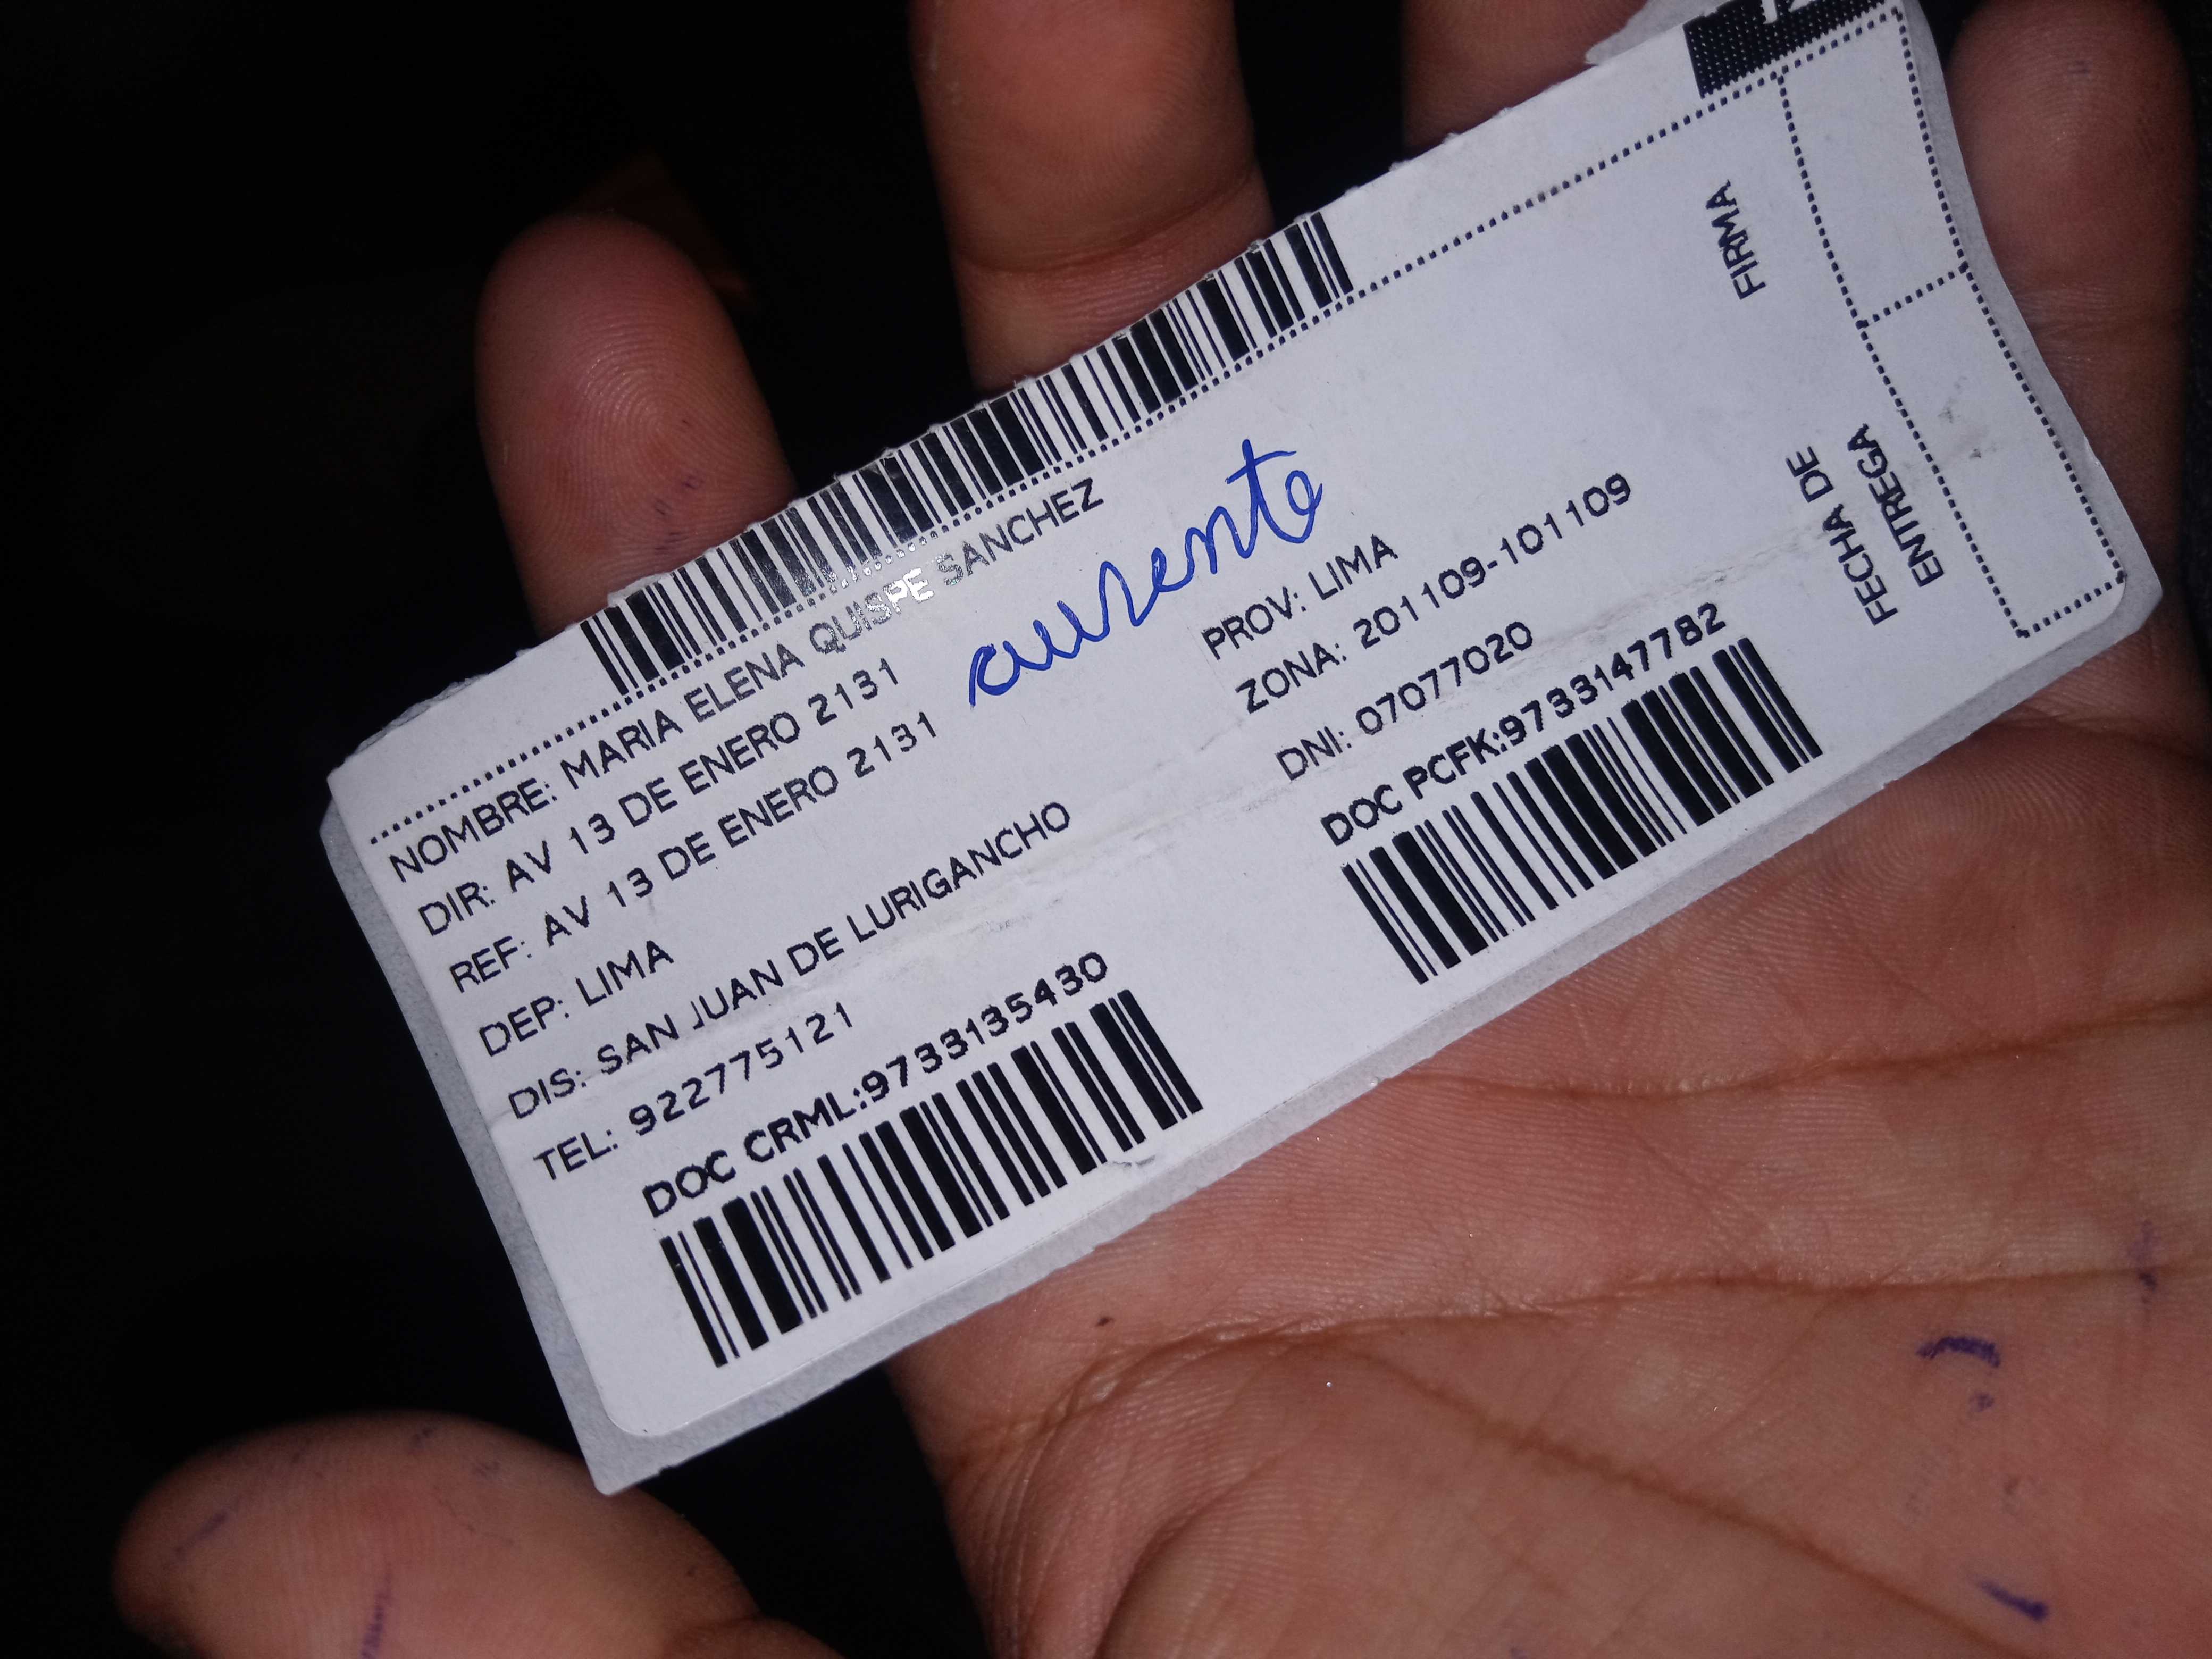 NOMBRE: MARIA ELENA QUISPE SANCHEZ
DIR: AV 13 DE ENERO 2131
REF: AV 13 DE ENERO 2131
ausente
DEP: LIMA
PROV: LIMA
DIS: SAN JUAN DE LURIGANCHO
ZONA: 201109-101109
TEL: 922775121
DNI: 07077020
DOC CRML:9733135430
DOC PCFK:9733147782
FIRMA
FECHA DE
ENTREGA